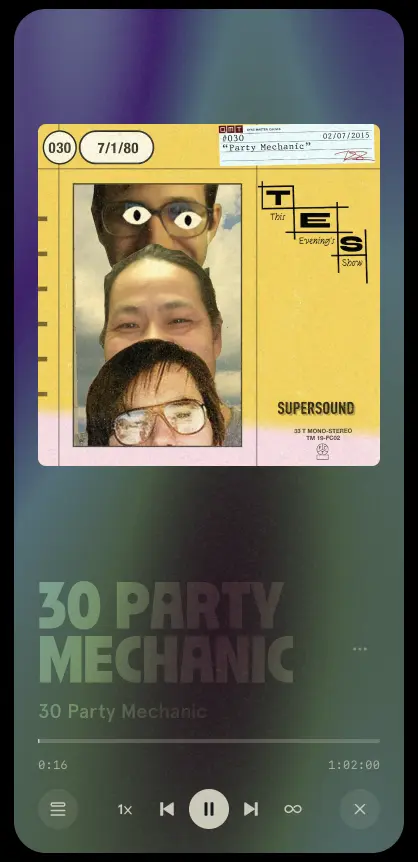 030
7/1/80
#030
02/07/2015
"Party Mechanic"
T
This
E
Evening's
S
Show
SUPERSOUND
33 T MONO-STEREO
TM 19-PC02
30 PARTY
MECHANIC
30 Party Mechanic
0:16
1:02:00
1x